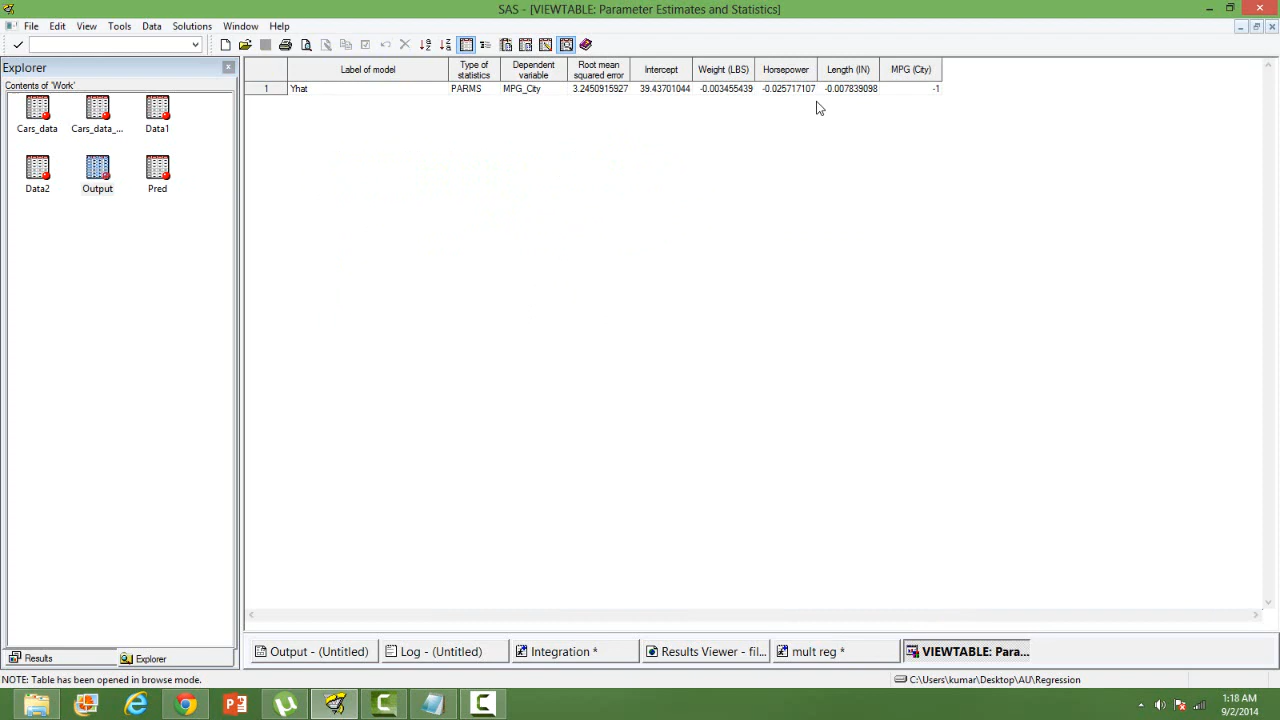 SAS - [VIEWTABLE: Parameter Estimates and Statistics]
File Edit View Tools Data Solutions Window Help
Explorer
Contents of 'Work'
Cars_data Cars_data_... Data1
Data2 Output Pred
Label of model Type of statistics Dependent variable Root mean squared error Intercept Weight (LBS) Horsepower Length (IN) MPG (City)
1 Yhat PARMS MPG_City 3.2450915927 39.43701044 -0.003455439 -0.025717107 -0.007839098 -1
Results Explorer
Output - (Untitled) Log - (Untitled) Integration * Results Viewer - fil... mult reg * VIEWTABLE: Para...
NOTE: Table has been opened in browse mode. C:\Users\kumar\Desktop\AU\Regression
1:18 AM
9/2/2014